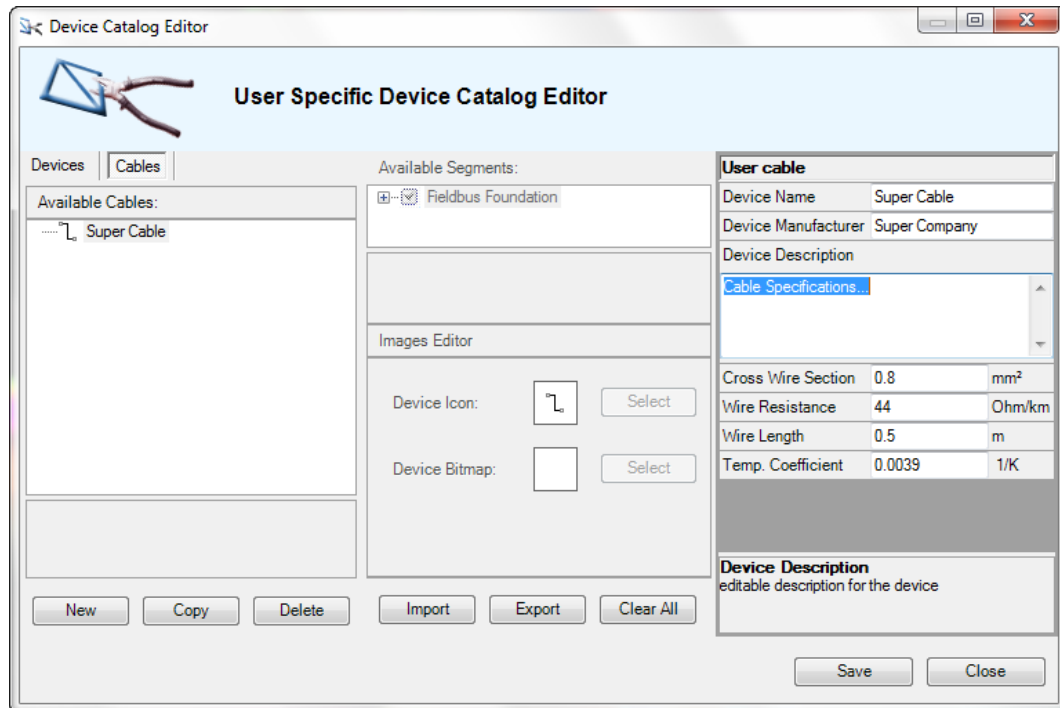 Device Catalog Editor
User Specific Device Catalog Editor
Devices
Cables
Available Cables:
Super Cable
Available Segments:
Fieldbus Foundation
Images Editor
Device Icon:
Select
Device Bitmap:
Select
User cable
Device Name Super Cable
Device Manufacturer Super Company
Device Description
Cable Specifications...
Cross Wire Section 0.8 mm²
Wire Resistance 44 Ohm/km
Wire Length 0.5 m
Temp. Coefficient 0.0039 1/K
Device Description
editable description for the device
New Copy Delete
Import Export Clear All
Save Close